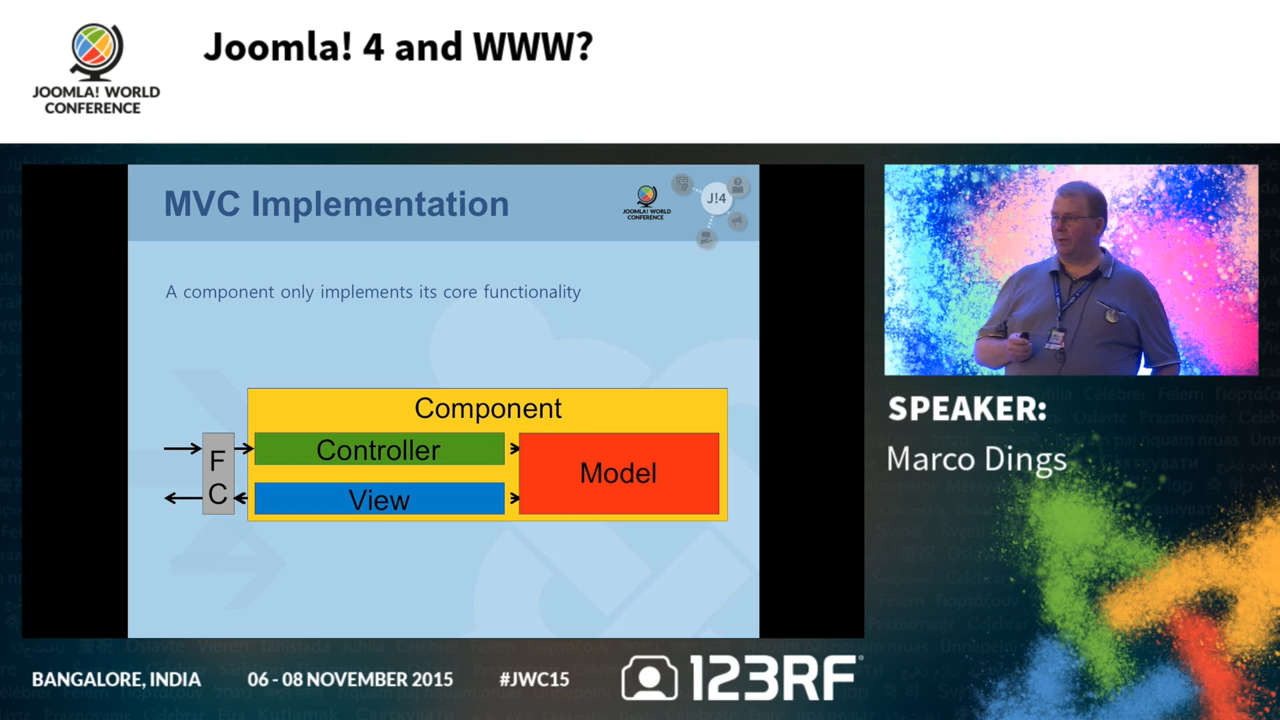 Joomla! 4 and WWW?
JOOMLA! WORLD
CONFERENCE
MVC Implementation
JOOMLA! WORLD
CONFERENCE
J!4
A component only implements its core functionality
Component
F
C
Controller
View
Model
SPEAKER:
Marco Dings
BANGALORE, INDIA
06 - 08 NOVEMBER 2015
#JWC15
123RF®